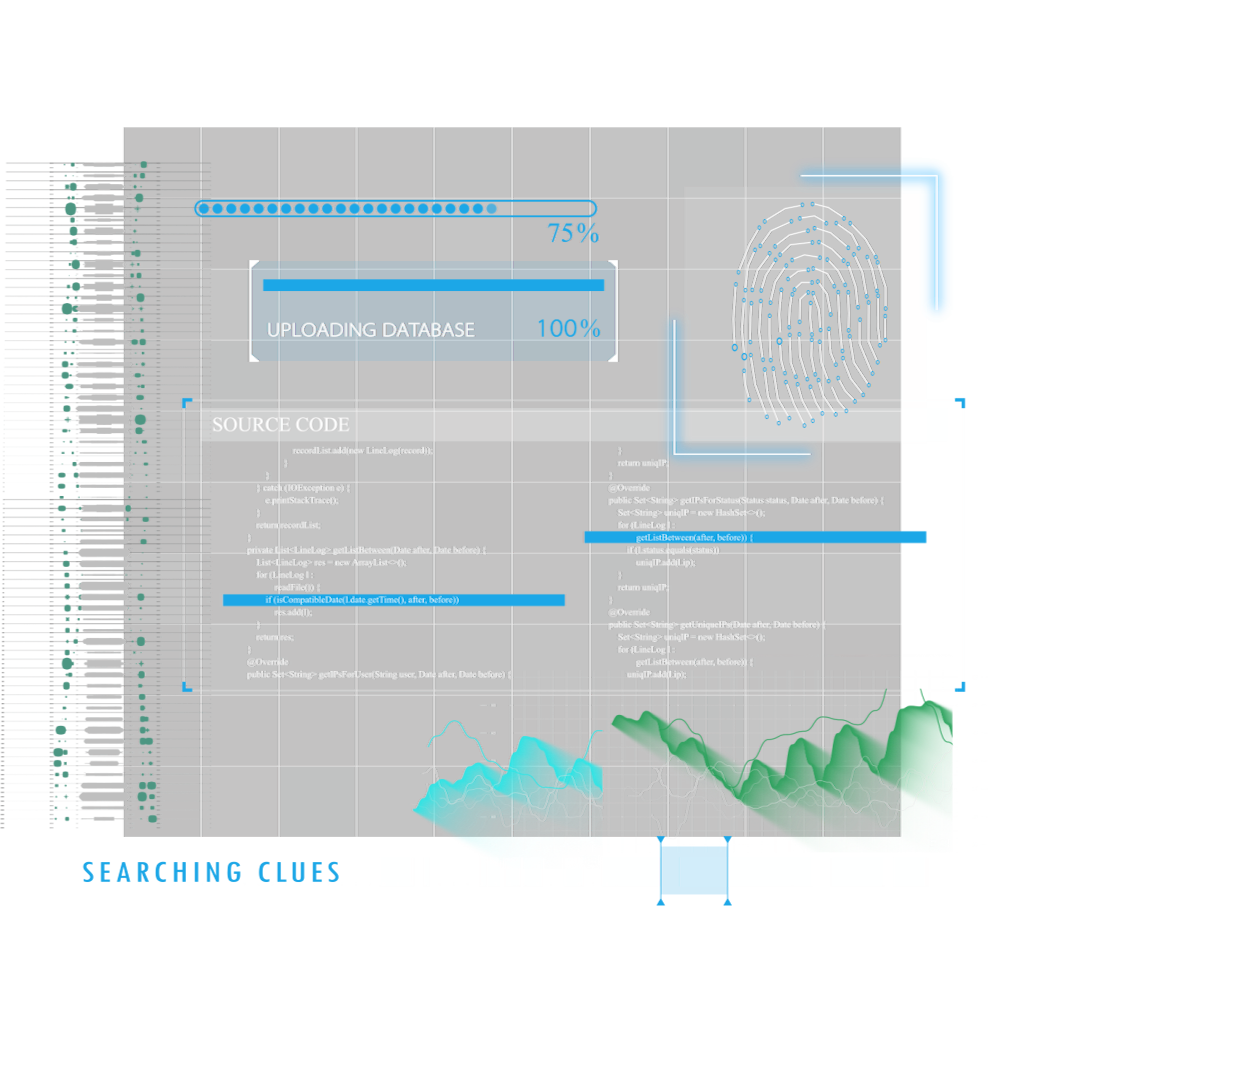 75%
UPLOADING DATABASE 100%
SOURCE CODE
recordList.add(new LineLog(record));
}
}
} catch (IOException e) {
e.printStackTrace();
}
return recordList;
}
private List<LineLog> getListBetween(Date after, Date before) {
List<LineLog> res = new ArrayList<>();
for (LineLog l :
readFile()) {
if (isCompatibleDate(l.date.getTime(), after, before))
res.add(l);
}
return res;
}
@Override
public Set<String> getIPsForUser(String user, Date after, Date before) {
}
return uniqIP;
}
@Override
public Set<String> getIPsForStatus(Status status, Date after, Date before) {
Set<String> uniqIP = new HashSet<>();
for (LineLog l :
getListBetween(after, before)) {
if (l.status.equals(status))
uniqIP.add(l.ip);
}
return uniqIP;
}
@Override
public Set<String> getUniqueIPs(Date after, Date before) {
Set<String> uniqIP = new HashSet<>();
for (LineLog l :
getListBetween(after, before)) {
uniqIP.add(l.ip);
SEARCHING CLUES